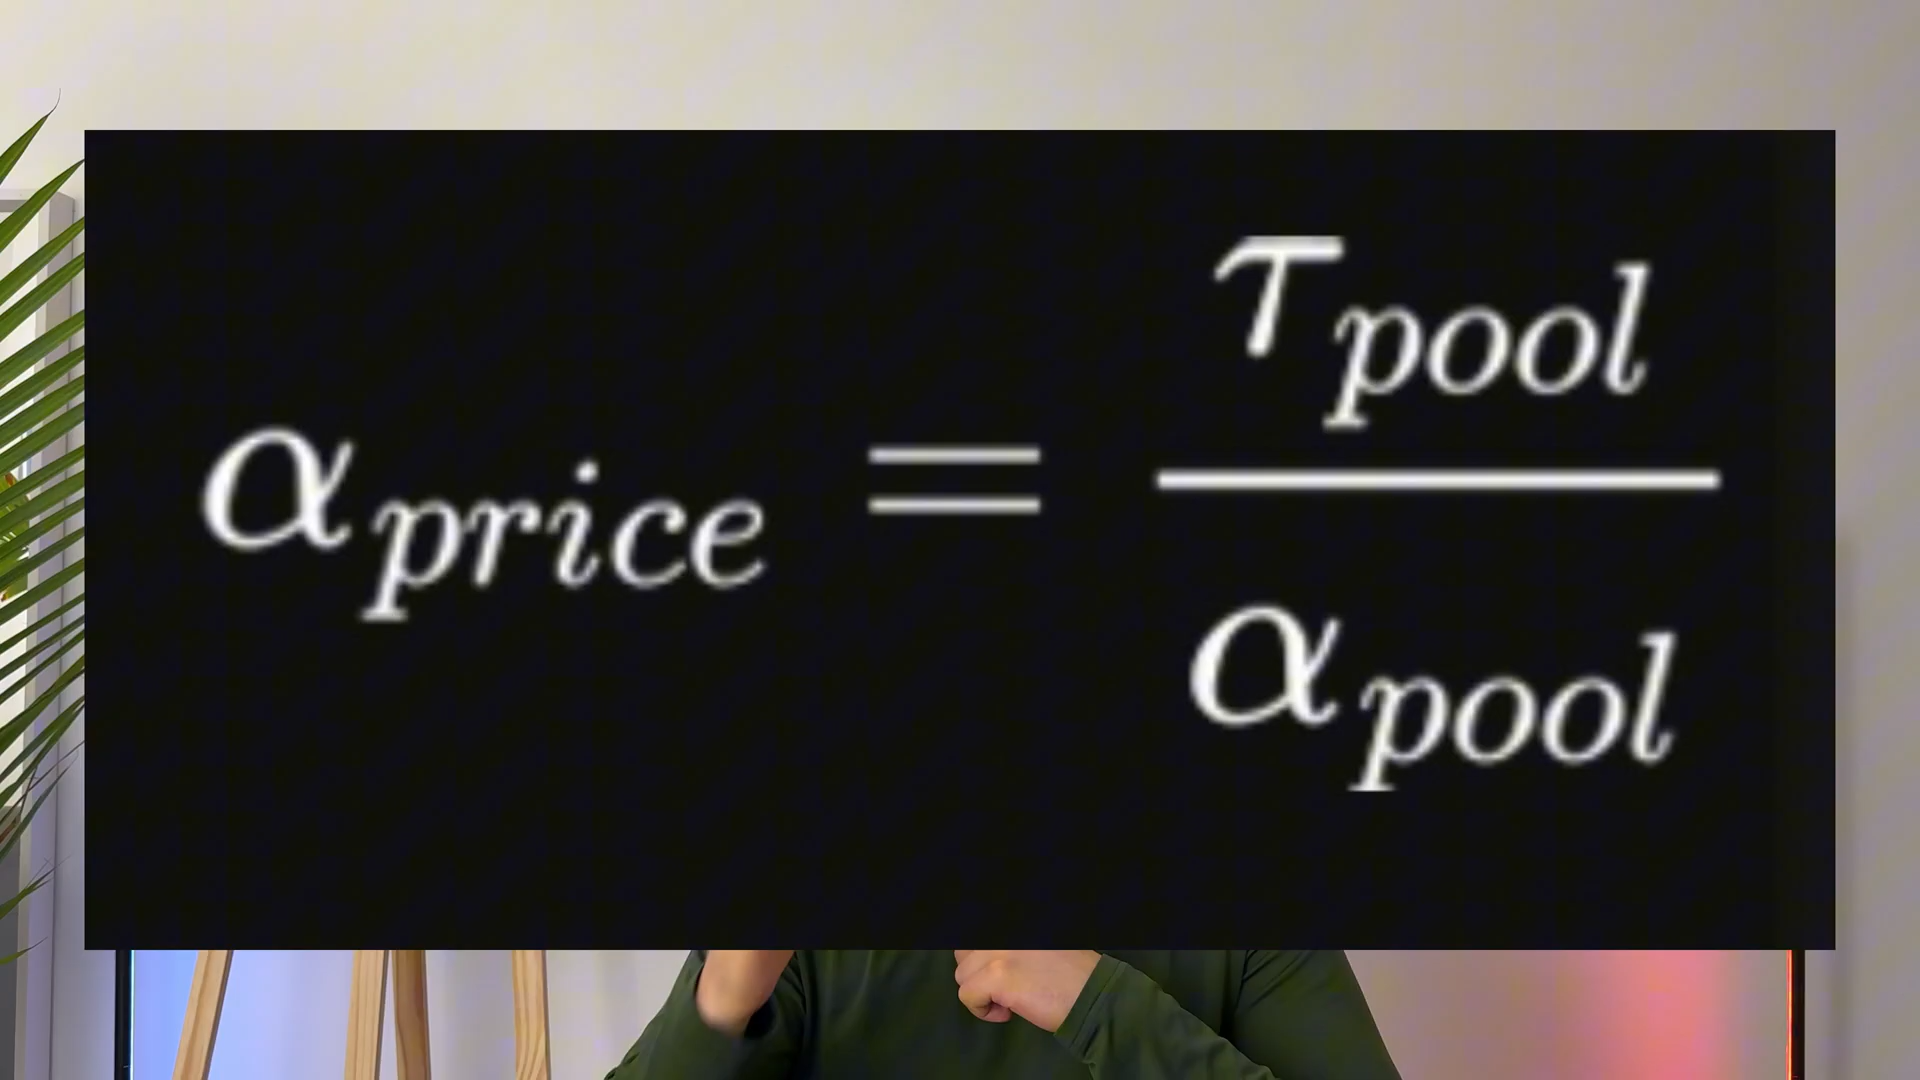 α_price = τ_pool / α_pool